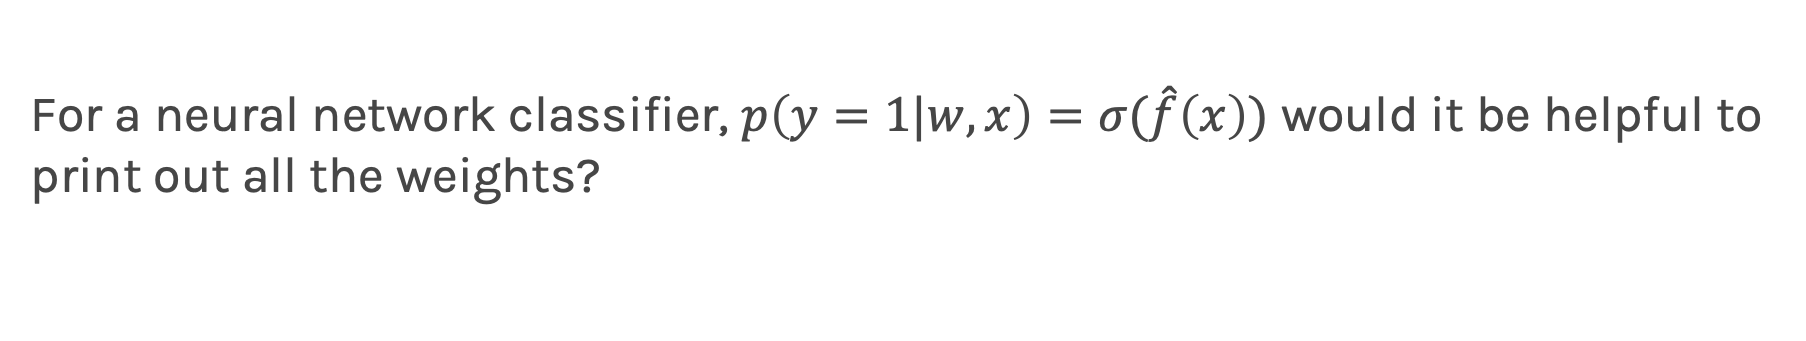 For a neural network classifier, p(y = 1|w, x) = σ(f̂(x)) would it be helpful to
print out all the weights?